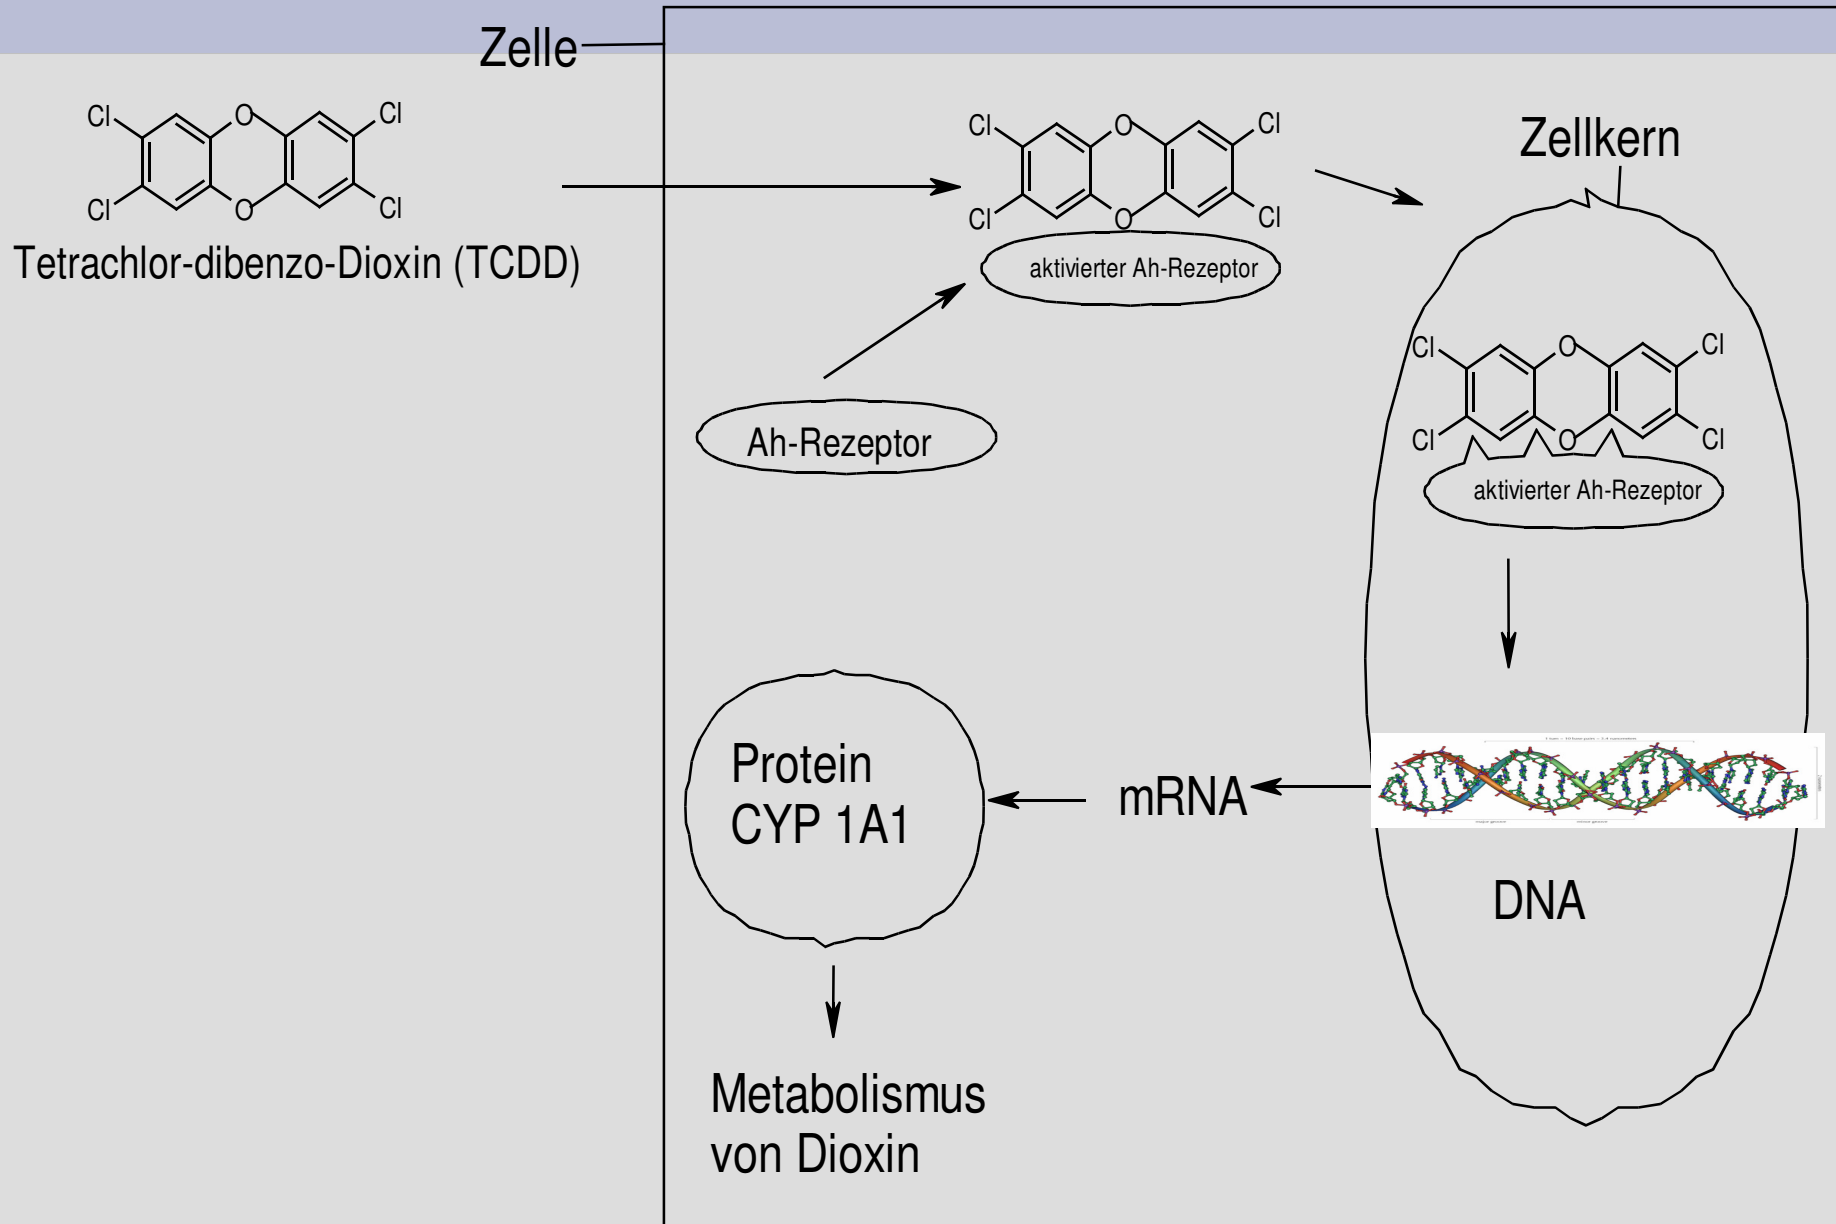 Zelle
Cl
O
Cl
Cl
O
Cl
Tetrachlor-dibenzo-Dioxin (TCDD)
Cl
O
Cl
Cl
O
Cl
aktivierter Ah-Rezeptor
Ah-Rezeptor
Zellkern
Cl
O
Cl
Cl
O
Cl
aktivierter Ah-Rezeptor
DNA
mRNA
Protein
CYP 1A1
Metabolismus
von Dioxin